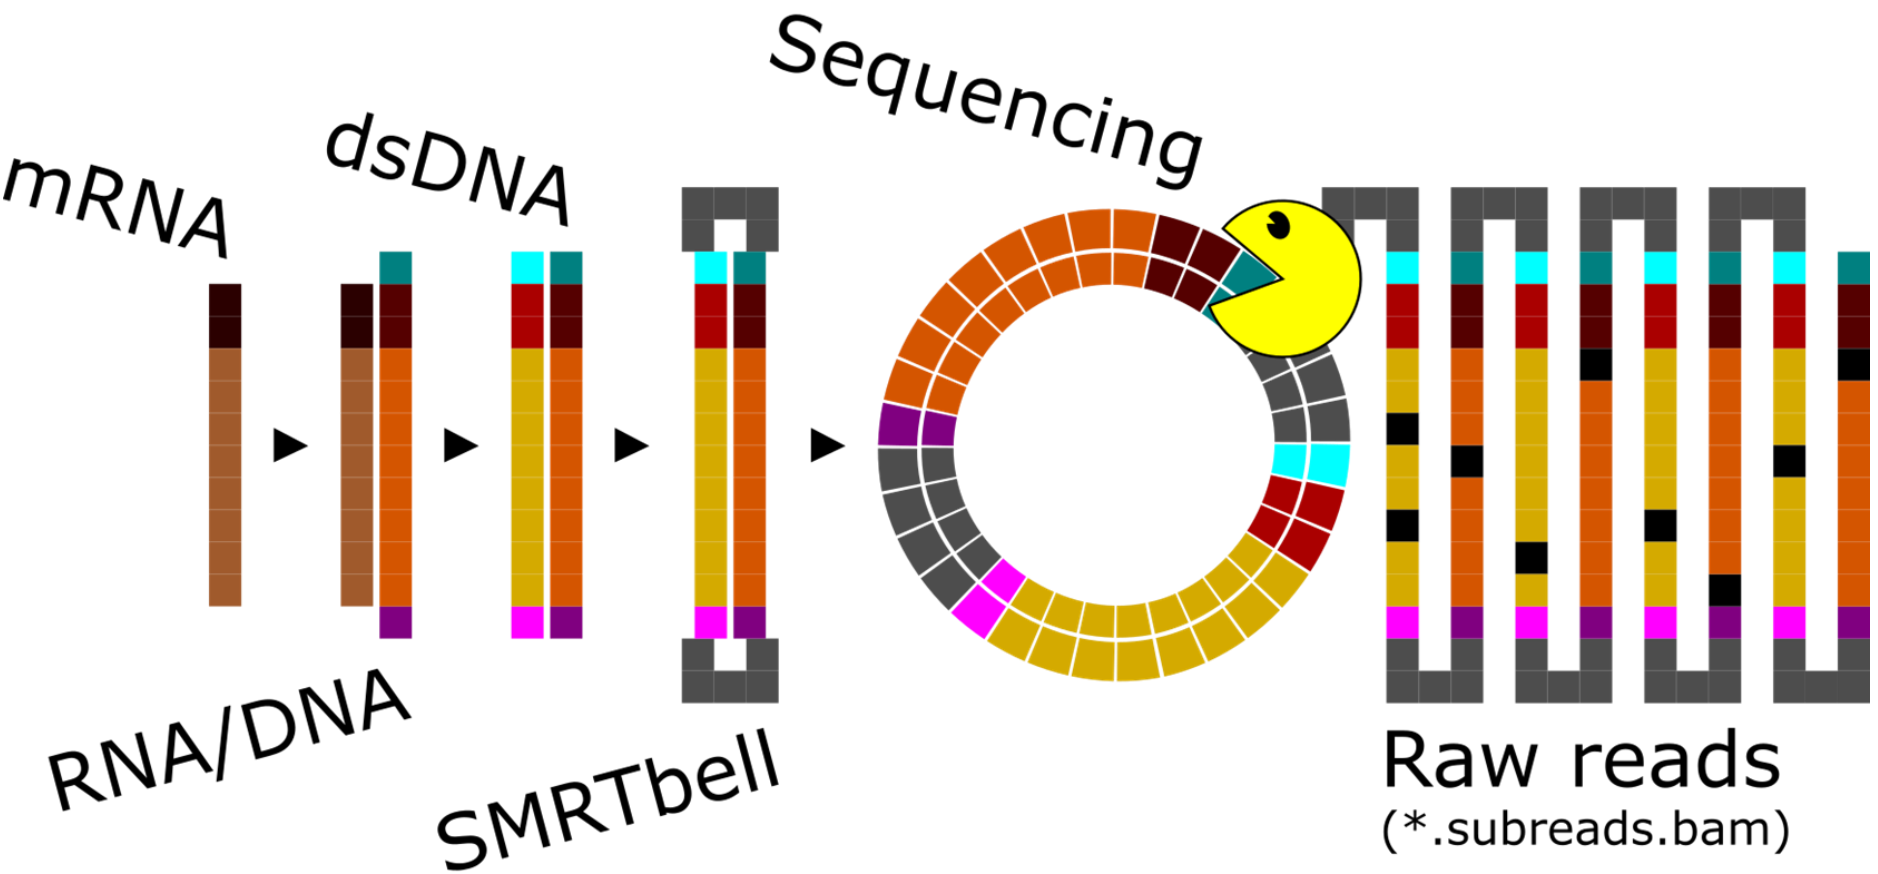 mRNA
RNA/DNA
dsDNA
SMRTbell
Sequencing
Raw reads
(*.subreads.bam)